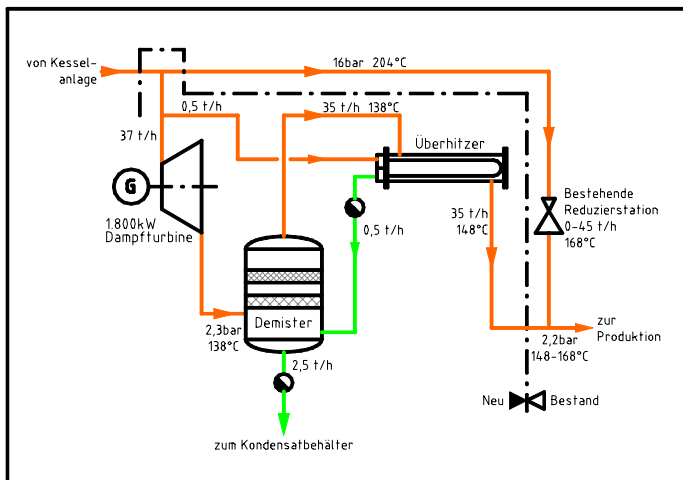 von Kessel-
anlage
16bar 204°C
0,5 t/h
35 t/h 138°C
37 t/h
Überhitzer
G
1.800kW
Dampfturbine
Bestehende
Reduzierstation
0-45 t/h
168°C
35 t/h
148°C
0,5 t/h
Demister
2,3bar
138°C
zur
Produktion
2,2bar
148-168°C
2,5 t/h
Neu
Bestand
zum Kondensatbehälter